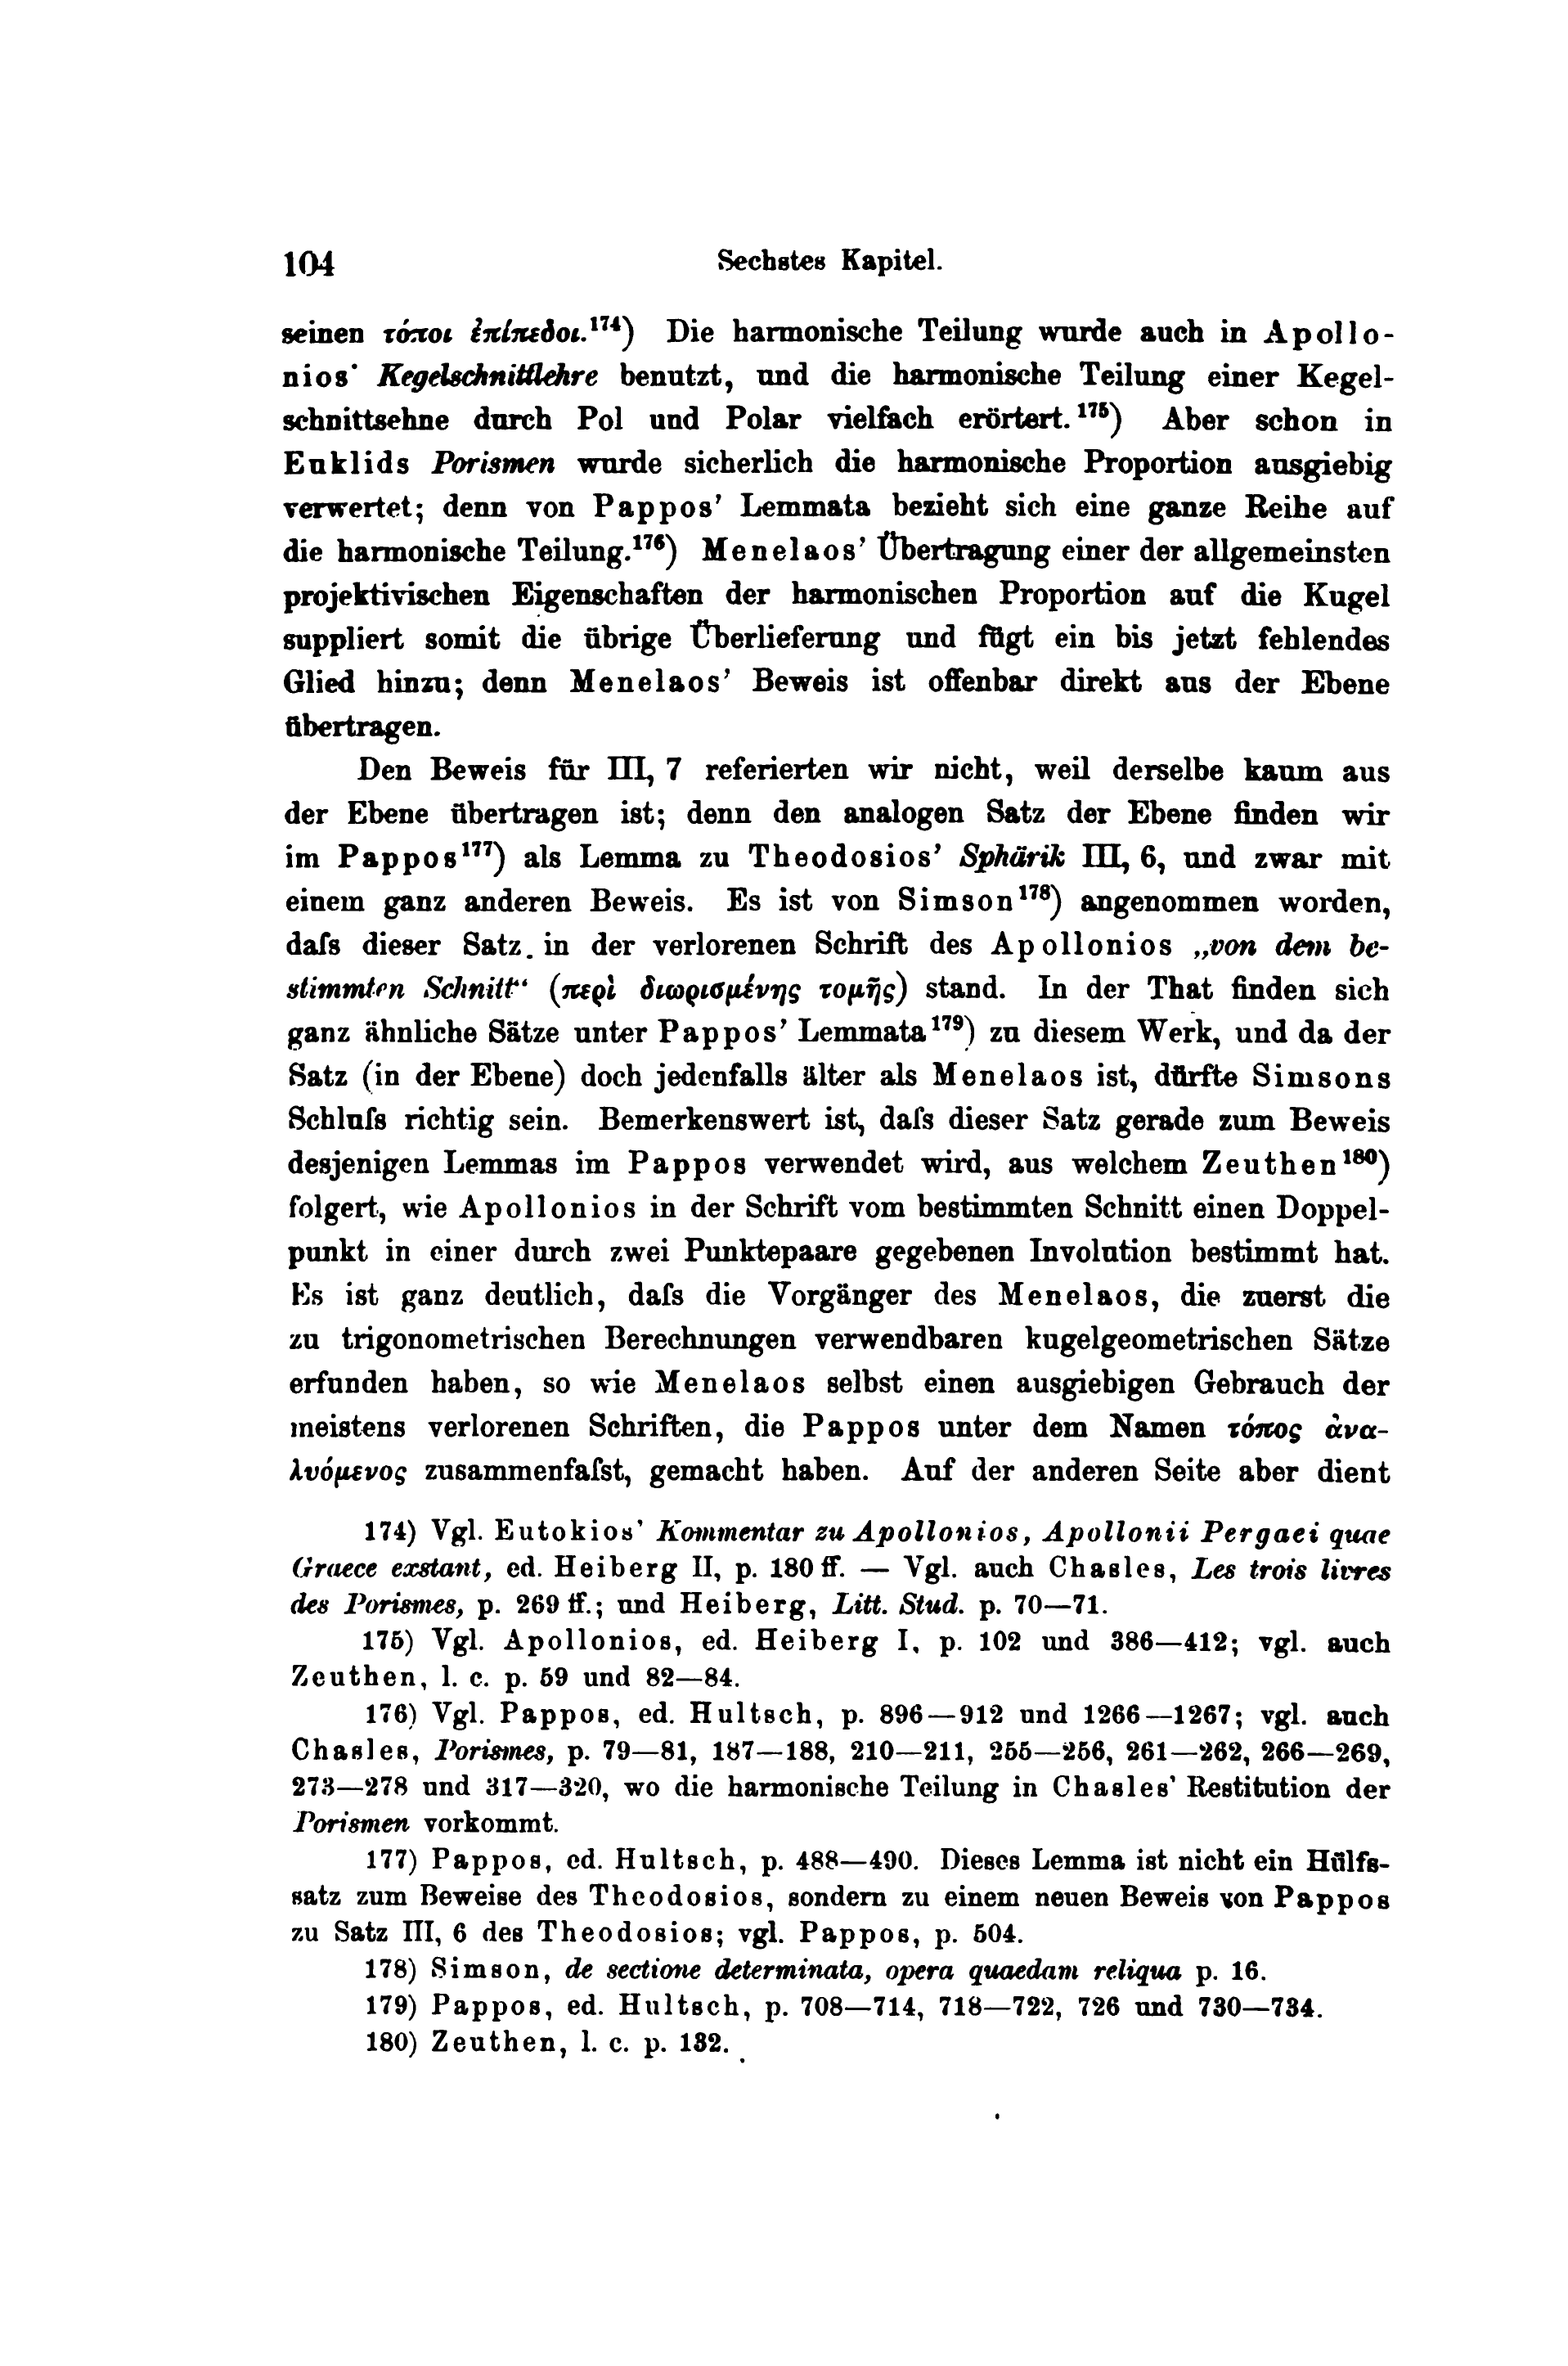 104 Sechstes Kapitel.
seinen τόποι ἐπίπεδοι.¹⁷⁴) Die harmonische Teilung wurde auch in Apollo-
nios' Kegelschnittlehre benutzt, und die harmonische Teilung einer Kegel-
schnittsehne durch Pol und Polar vielfach erörtert.¹⁷⁵) Aber schon in
Euklids Porismen wurde sicherlich die harmonische Proportion ausgiebig
verwertet; denn von Pappos' Lemmata bezieht sich eine ganze Reihe auf
die harmonische Teilung.¹⁷⁶) Menelaos' Übertragung einer der allgemeinsten
projektivischen Eigenschaften der harmonischen Proportion auf die Kugel
suppliert somit die übrige Überlieferung und fügt ein bis jetzt fehlendes
Glied hinzu; denn Menelaos' Beweis ist offenbar direkt aus der Ebene
übertragen.
Den Beweis für III, 7 referierten wir nicht, weil derselbe kaum aus
der Ebene übertragen ist; denn den analogen Satz der Ebene finden wir
im Pappos¹⁷⁷) als Lemma zu Theodosios' Sphärik III, 6, und zwar mit
einem ganz anderen Beweis. Es ist von Simson¹⁷⁸) angenommen worden,
daſs dieser Satz in der verlorenen Schrift des Apollonios „von dem be-
stimmten Schnitt“ (περὶ διωρισμένης τομῆς) stand. In der That finden sich
ganz ähnliche Sätze unter Pappos' Lemmata¹⁷⁹) zu diesem Werk, und da der
Satz (in der Ebene) doch jedenfalls älter als Menelaos ist, dürfte Simsons
Schluſs richtig sein. Bemerkenswert ist, daſs dieser Satz gerade zum Beweis
desjenigen Lemmas im Pappos verwendet wird, aus welchem Zeuthen¹⁸⁰)
folgert, wie Apollonios in der Schrift vom bestimmten Schnitt einen Doppel-
punkt in einer durch zwei Punktepaare gegebenen Involution bestimmt hat.
Es ist ganz deutlich, daſs die Vorgänger des Menelaos, die zuerst die
zu trigonometrischen Berechnungen verwendbaren kugelgeometrischen Sätze
erfunden haben, so wie Menelaos selbst einen ausgiebigen Gebrauch der
meistens verlorenen Schriften, die Pappos unter dem Namen τόπος ἀνα-
λυόμενος zusammenfaſst, gemacht haben. Auf der anderen Seite aber dient
174) Vgl. Eutokios' Kommentar zu Apollonios, Apollonii Pergaei quae
Graece exstant, ed. Heiberg II, p. 180 ff. — Vgl. auch Chasles, Les trois livres
des Porismes, p. 269 ff.; und Heiberg, Litt. Stud. p. 70—71.
175) Vgl. Apollonios, ed. Heiberg I, p. 102 und 386—412; vgl. auch
Zeuthen, l. c. p. 59 und 82—84.
176) Vgl. Pappos, ed. Hultsch, p. 896—912 und 1266—1267; vgl. auch
Chasles, Porismes, p. 79—81, 187—188, 210—211, 255—256, 261—262, 266—269,
273—278 und 317—320, wo die harmonische Teilung in Chasles' Restitution der
Porismen vorkommt.
177) Pappos, ed. Hultsch, p. 488—490. Dieses Lemma ist nicht ein Hülfs-
satz zum Beweise des Theodosios, sondern zu einem neuen Beweis von Pappos
zu Satz III, 6 des Theodosios; vgl. Pappos, p. 504.
178) Simson, de sectione determinata, opera quaedam reliqua p. 16.
179) Pappos, ed. Hultsch, p. 708—714, 718—722, 726 und 730—734.
180) Zeuthen, l. c. p. 132.